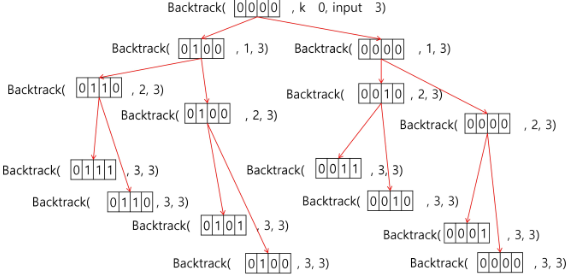 Backtrack( 0 0 0 0 , k 0, input 3)
Backtrack( 0 1 0 0 , 1, 3)
Backtrack( 0 0 0 0 , 1, 3)
Backtrack( 0 1 1 0 , 2, 3)
Backtrack( 0 1 0 0 , 2, 3)
Backtrack( 0 0 1 0 , 2, 3)
Backtrack( 0 0 0 0 , 2, 3)
Backtrack( 0 1 1 1 , 3, 3)
Backtrack( 0 1 1 0 , 3, 3)
Backtrack( 0 1 0 1 , 3, 3)
Backtrack( 0 1 0 0 , 3, 3)
Backtrack( 0 0 1 1 , 3, 3)
Backtrack( 0 0 1 0 , 3, 3)
Backtrack( 0 0 0 1 , 3, 3)
Backtrack( 0 0 0 0 , 3, 3)